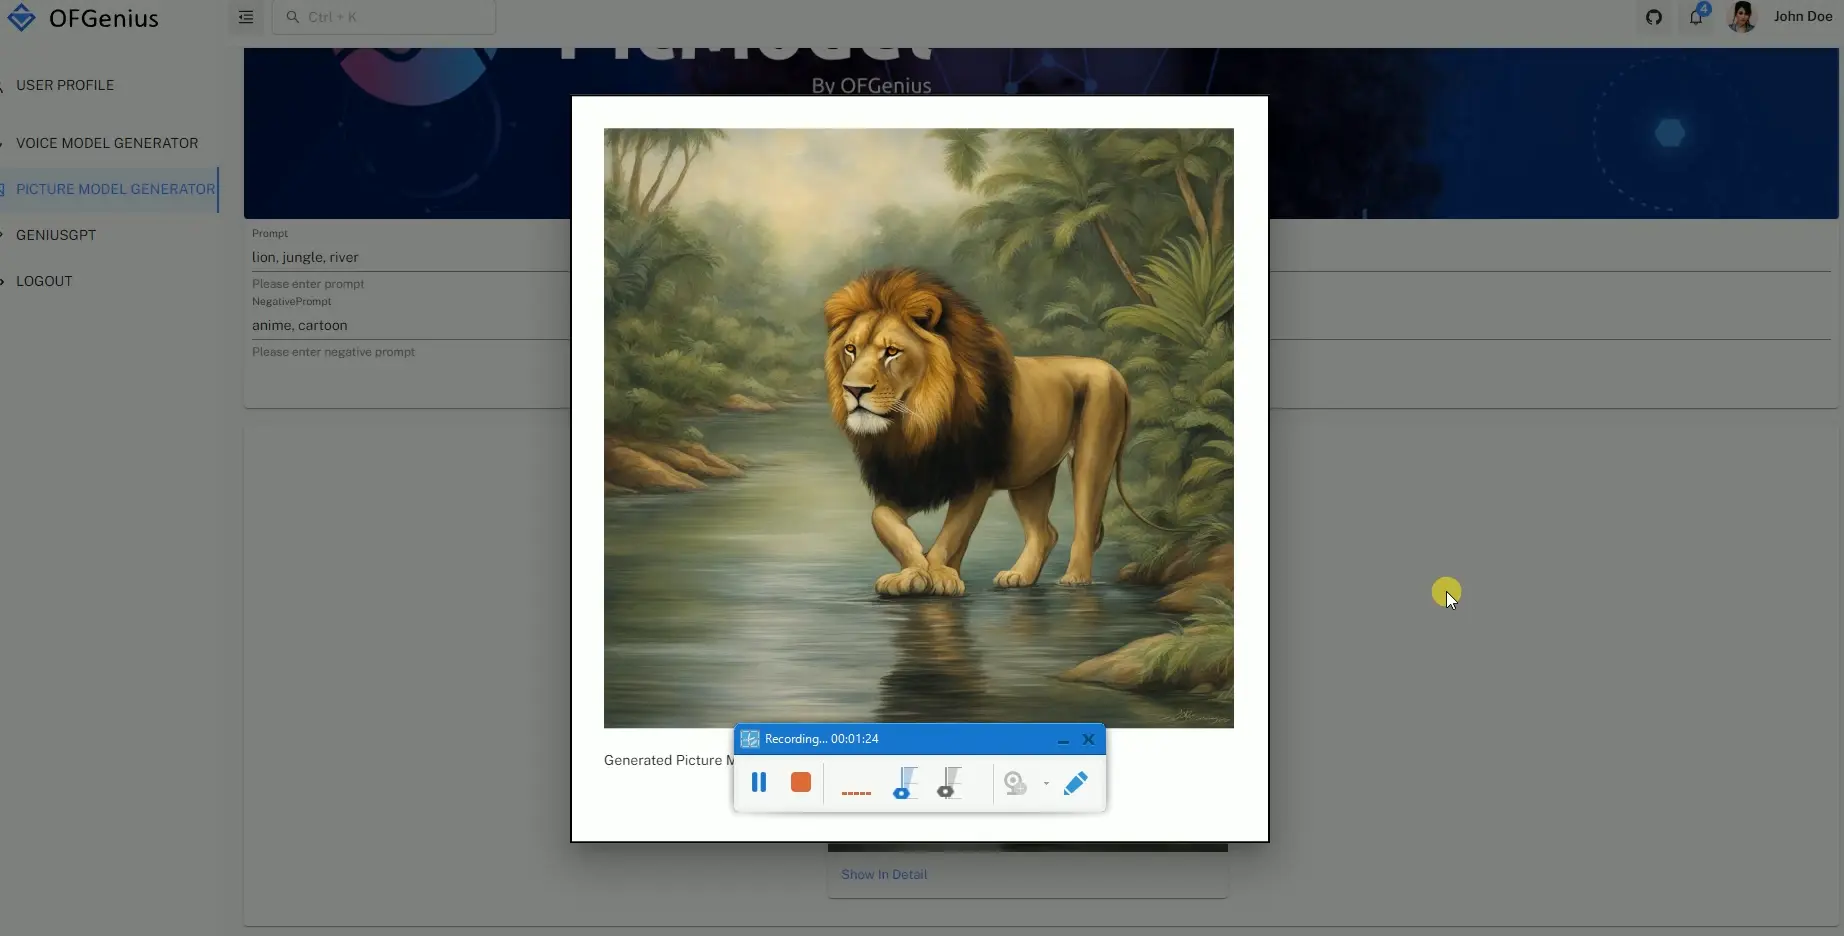 OFGenius
Ctrl + K
4
John Doe
By OFGenius
USER PROFILE
VOICE MODEL GENERATOR
PICTURE MODEL GENERATOR
GENIUSGPT
LOGOUT
Prompt
lion, jungle, river
Please enter prompt
NegativePrompt
anime, cartoon
Please enter negative prompt
Recording... 00:01:24
Generated Picture M
Show In Detail